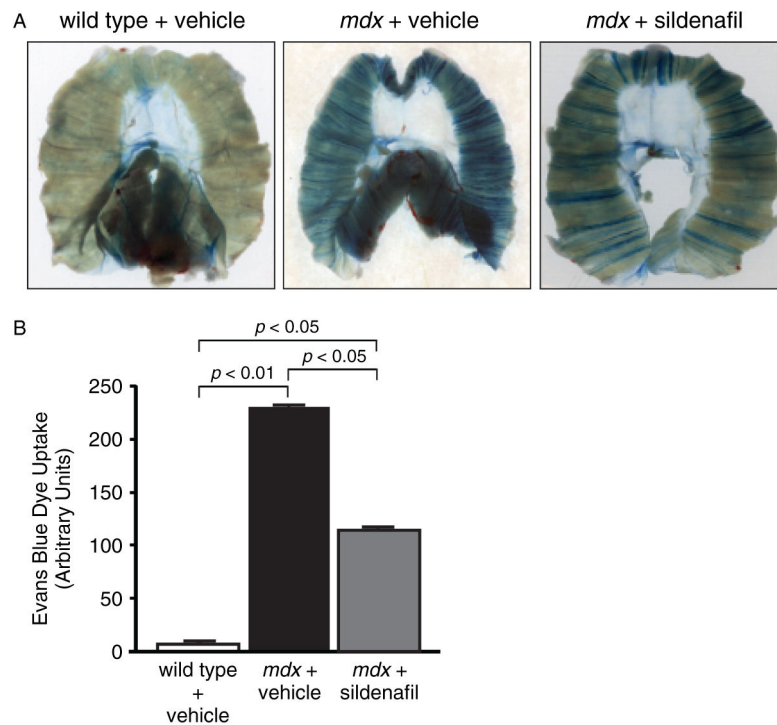 A
wild type + vehicle
mdx + vehicle
mdx + sildenafil
B
p < 0.05
p < 0.01
p < 0.05
Evans Blue Dye Uptake
(Arbitrary Units)
250
200
150
100
50
0
wild type
+
vehicle
mdx +
vehicle
mdx +
sildenafil